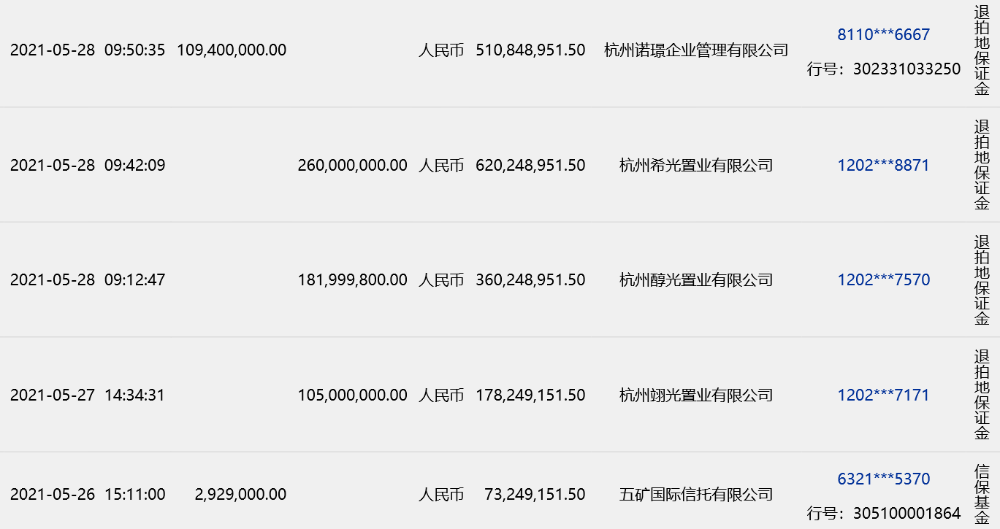 2021-05-28 09:50:35 109,400,000.00 人民币 510,848,951.50 杭州诺璟企业管理有限公司 8110***6667 行号：302331033250 退拍地保证金
2021-05-28 09:42:09 260,000,000.00 人民币 620,248,951.50 杭州希光置业有限公司 1202***8871 退拍地保证金
2021-05-28 09:12:47 181,999,800.00 人民币 360,248,951.50 杭州醇光置业有限公司 1202***7570 退拍地保证金
2021-05-27 14:34:31 105,000,000.00 人民币 178,249,151.50 杭州翊光置业有限公司 1202***7171 退拍地保证金
2021-05-26 15:11:00 2,929,000.00 人民币 73,249,151.50 五矿国际信托有限公司 6321***5370 行号：305100001864 信保基金